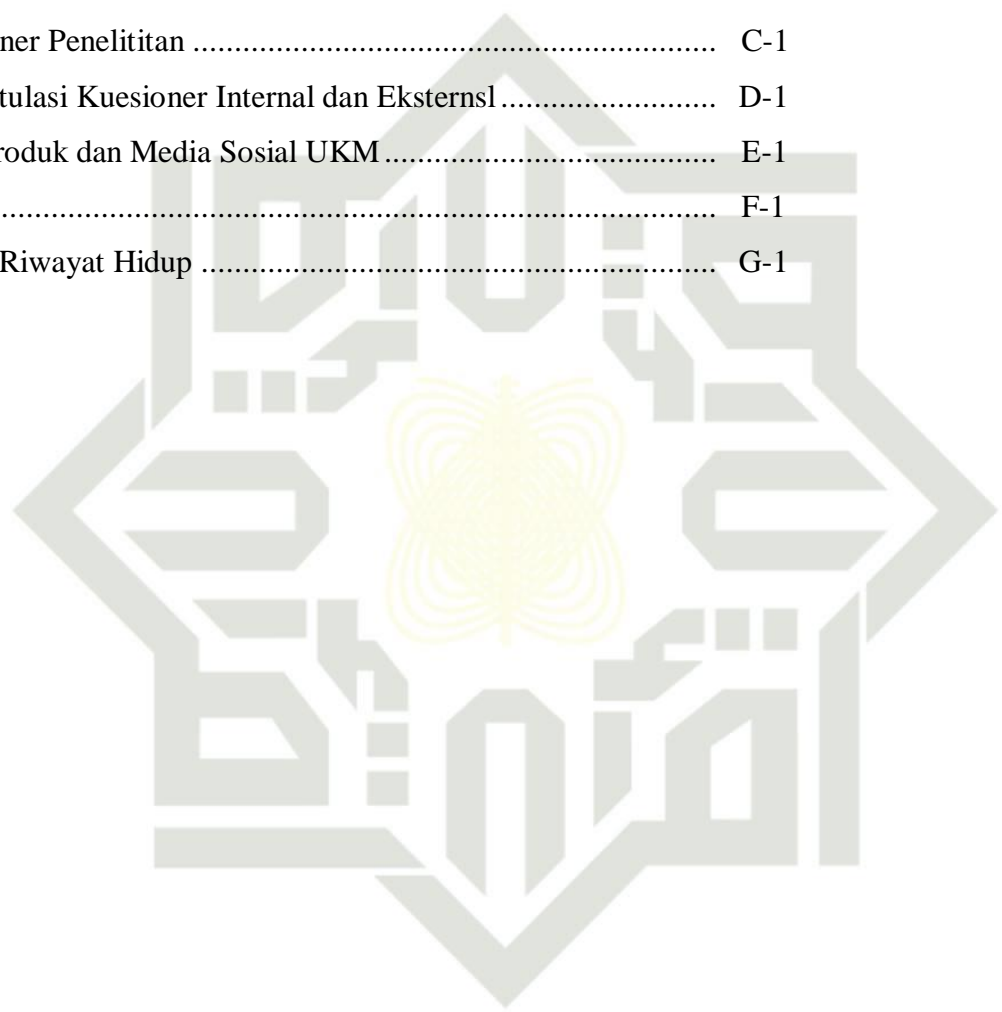 ner Penelititan ................................................................ C-1
tulasi Kuesioner Internal dan Eksternsl .......................... D-1
roduk dan Media Sosial UKM ........................................ E-1
....................................................................................... F-1
Riwayat Hidup .............................................................. G-1